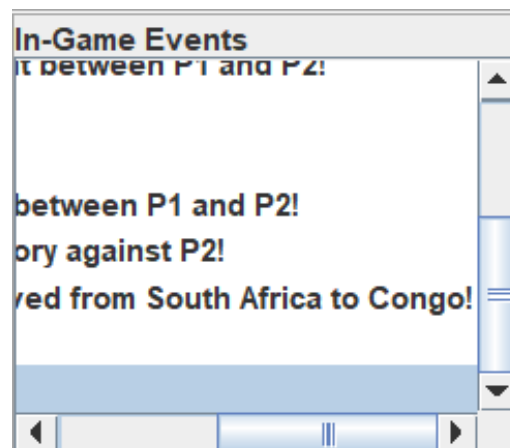 In-Game Events
it between P1 and P2!
between P1 and P2!
ory against P2!
ved from South Africa to Congo!